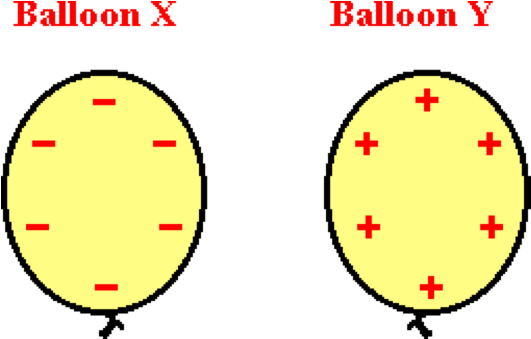 Balloon X Balloon Y
− +
− − + +
− − + +
− +